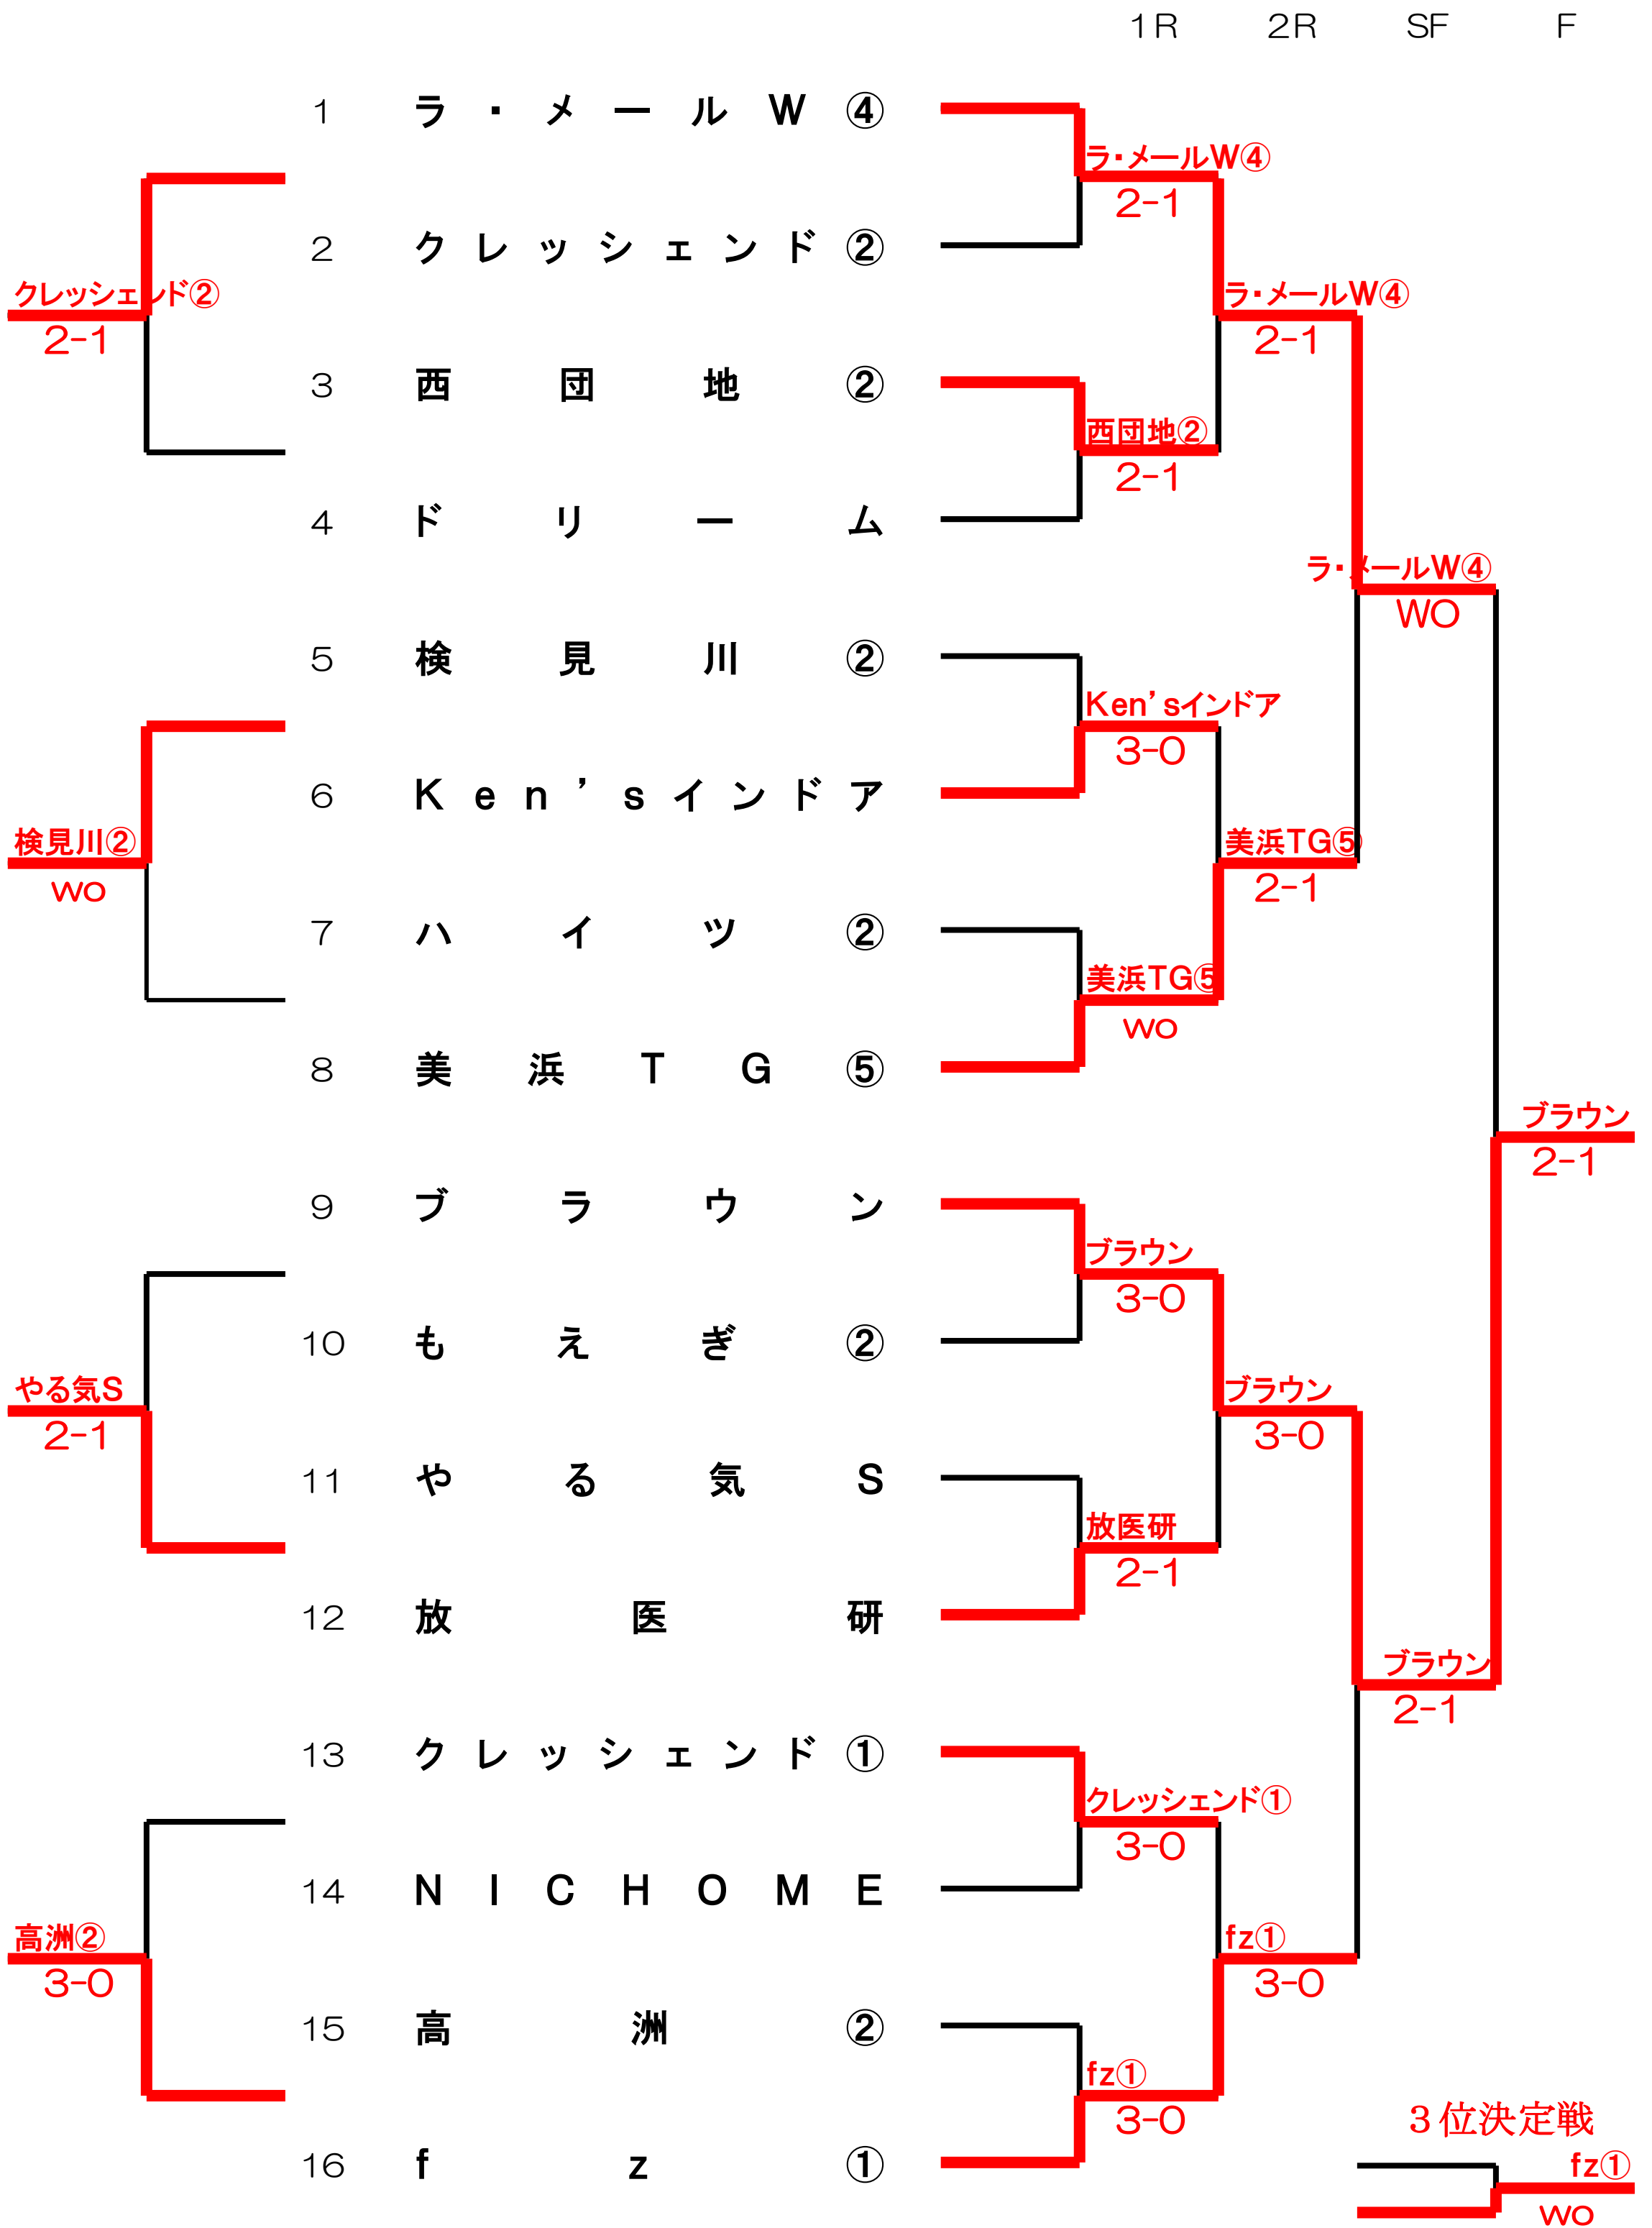 1R 2R SF F
1 ラ・メールW④
ラ・メールW④
2-1
2 クレッシェンド②
クレッシェンド② ラ・メールW④
2-1 2-1
3 西団地②
西団地②
2-1
4 ドリーム
ラ・メールW④
WO
5 検見川②
Ken'sインドア
3-0
6 Ken'sインドア
検見川② 美浜TG⑤
wo 2-1
7 ハイツ②
美浜TG⑤
wo
8 美浜TG⑤
ブラウン
2-1
9 ブラウン
ブラウン
3-0
10 もえぎ②
やる気S ブラウン
2-1 3-0
11 やる気S
放医研
2-1
12 放医研
ブラウン
2-1
13 クレッシェンド①
クレッシェンド①
3-0
14 NICHOME
高洲② fz①
3-0 3-0
15 高洲②
fz①
3-0
3位決定戦
16 fz①
fz①
wo